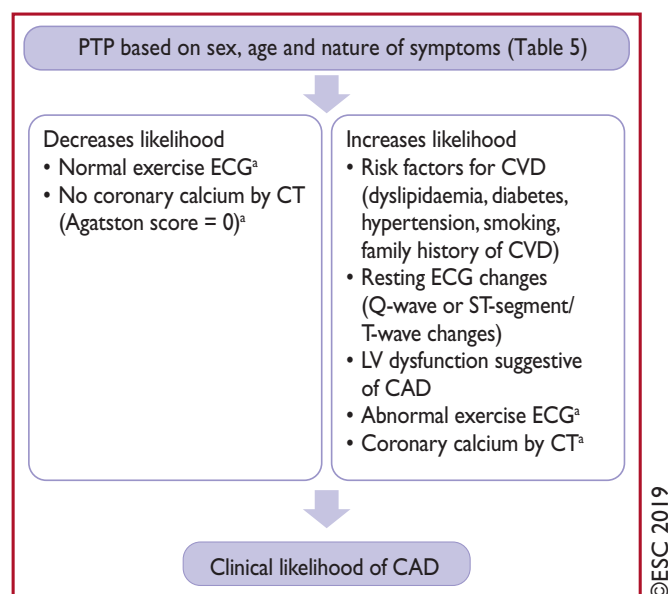 PTP based on sex, age and nature of symptoms (Table 5)
Decreases likelihood
• Normal exercise ECGᵃ
• No coronary calcium by CT
(Agatston score = 0)ᵃ
Increases likelihood
• Risk factors for CVD
(dyslipidaemia, diabetes,
hypertension, smoking,
family history of CVD)
• Resting ECG changes
(Q-wave or ST-segment/
T-wave changes)
• LV dysfunction suggestive
of CAD
• Abnormal exercise ECGᵃ
• Coronary calcium by CTᵃ
Clinical likelihood of CAD
©ESC 2019